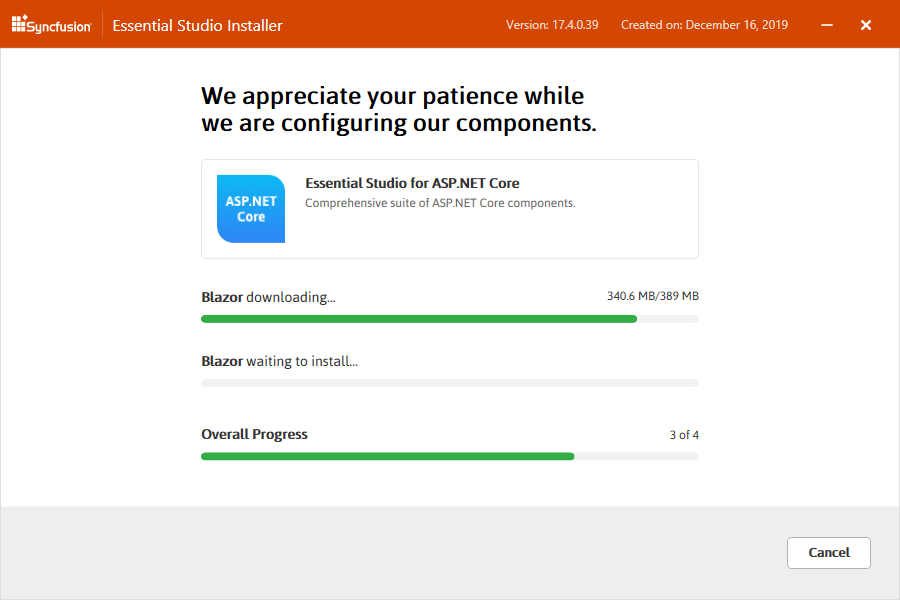 Syncfusion Essential Studio Installer Version: 17.4.0.39 Created on: December 16, 2019
We appreciate your patience while
we are configuring our components.
ASP.NET
Core
Essential Studio for ASP.NET Core
Comprehensive suite of ASP.NET Core components.
Blazor downloading... 340.6 MB/389 MB
Blazor waiting to install...
Overall Progress 3 of 4
Cancel